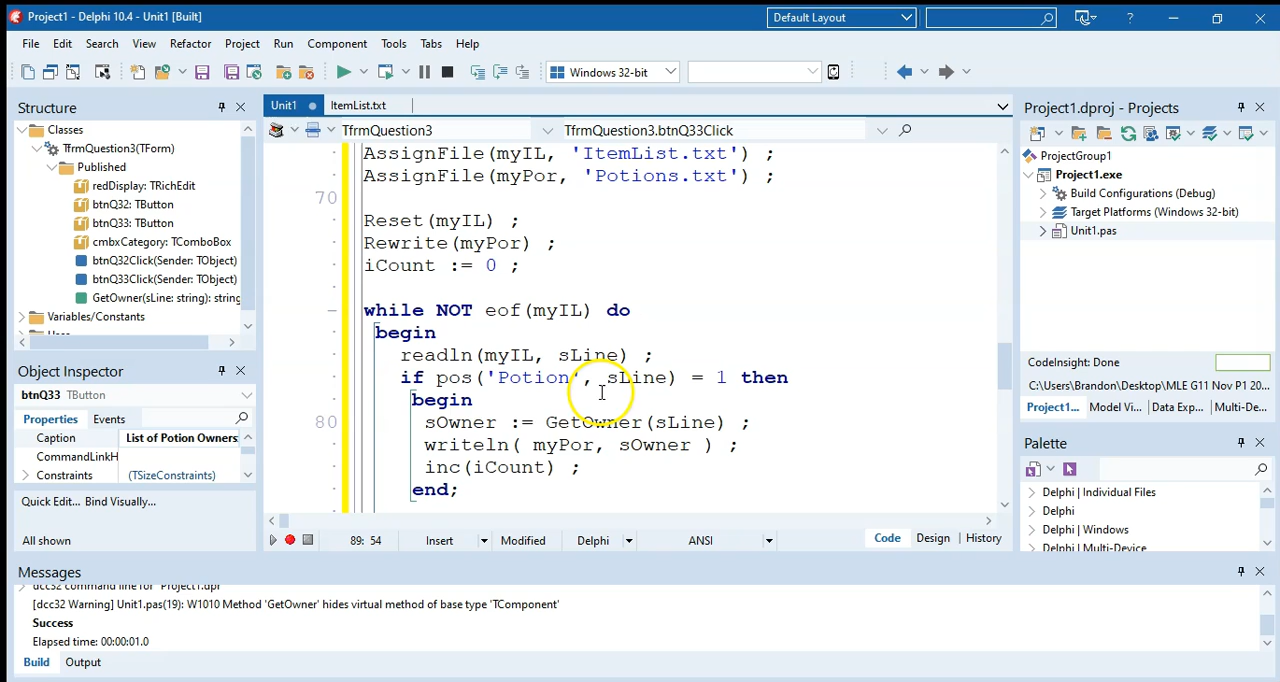 Project1 - Delphi 10.4 - Unit1 [Built]
Default Layout
File Edit Search View Refactor Project Run Component Tools Tabs Help
Windows 32-bit
Structure
Classes
TfrmQuestion3(TForm)
Published
redDisplay: TRichEdit
btnQ32: TButton
btnQ33: TButton
cmbxCategory: TComboBox
btnQ32Click(Sender: TObject)
btnQ33Click(Sender: TObject)
GetOwner(sLine: string): string
Variables/Constants
Object Inspector
btnQ33 TButton
Properties Events
Caption List of Potion Owners
CommandLinkH
Constraints (TSizeConstraints)
Quick Edit... Bind Visually...
All shown
Unit1 ItemList.txt
TfrmQuestion3 TfrmQuestion3.btnQ33Click
AssignFile(myIL, 'ItemList.txt') ;
AssignFile(myPor, 'Potions.txt') ;
70
Reset(myIL) ;
Rewrite(myPor) ;
iCount := 0 ;
while NOT eof(myIL) do
begin
readln(myIL, sLine) ;
if pos('Potion', sLine) = 1 then
begin
80 sOwner := GetOwner(sLine) ;
writeln( myPor, sOwner ) ;
inc(iCount) ;
end;
89: 54 Insert Modified Delphi ANSI Code Design History
Project1.dproj - Projects
ProjectGroup1
Project1.exe
Build Configurations (Debug)
Target Platforms (Windows 32-bit)
Unit1.pas
CodeInsight: Done
C:\Users\Brandon\Desktop\MLE G11 Nov P1 20
Project1... Model Vi... Data Exp... Multi-De...
Palette
Delphi | Individual Files
Delphi
Delphi | Windows
Delphi | Multi-Device
Messages
dcc32 command line for "Project1.dpr"
[dcc32 Warning] Unit1.pas(19): W1010 Method 'GetOwner' hides virtual method of base type 'TComponent'
Success
Elapsed time: 00:00:01.0
Build Output